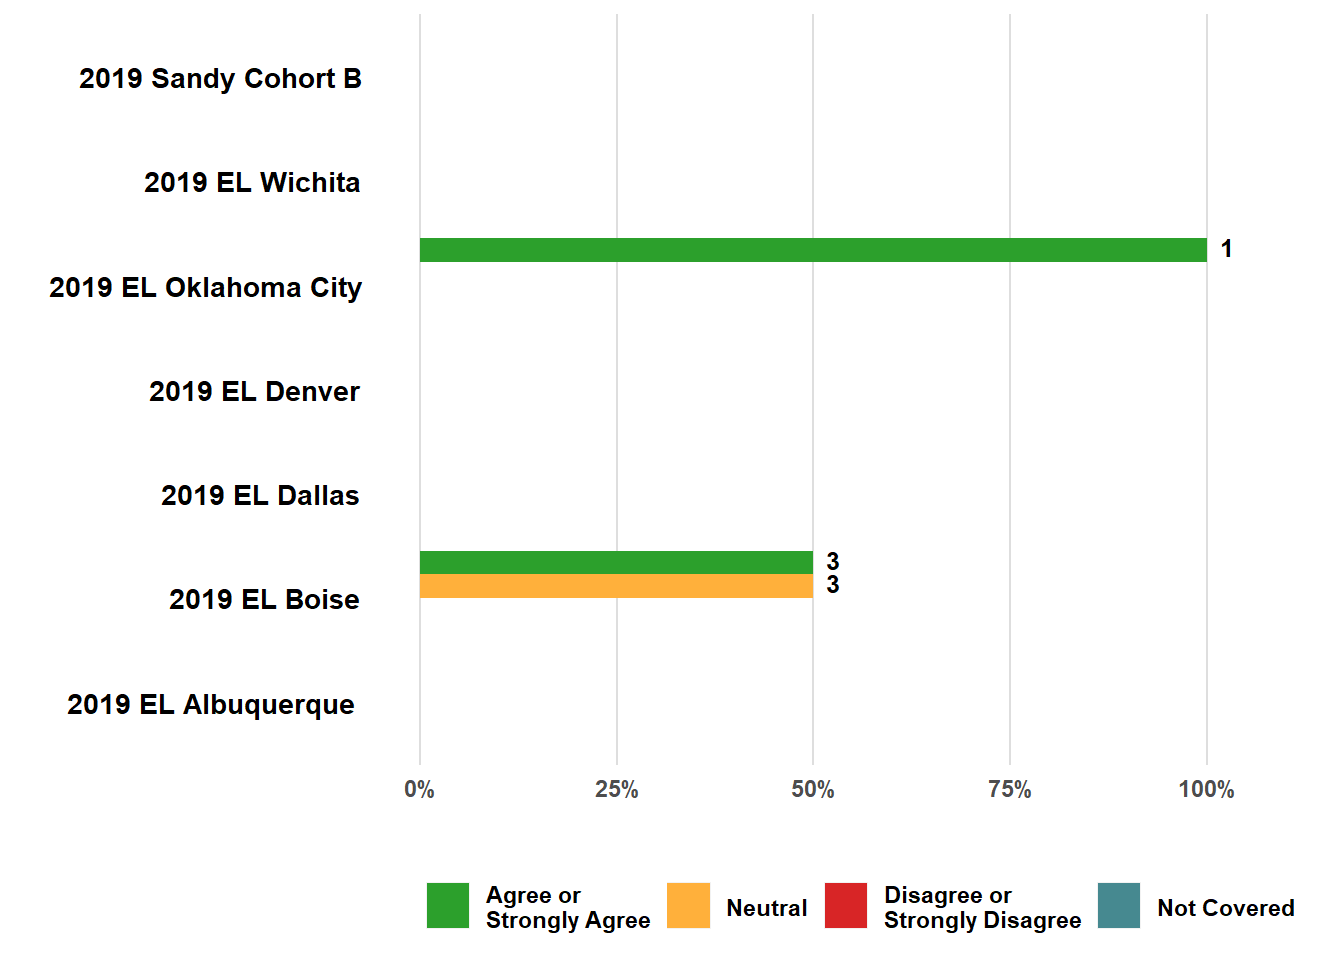 2019 Sandy Cohort B
2019 EL Wichita
1
2019 EL Oklahoma City
2019 EL Denver
2019 EL Dallas
3
3
2019 EL Boise
2019 EL Albuquerque
0% 25% 50% 75% 100%
Agree or
Strongly Agree
Neutral
Disagree or
Strongly Disagree
Not Covered